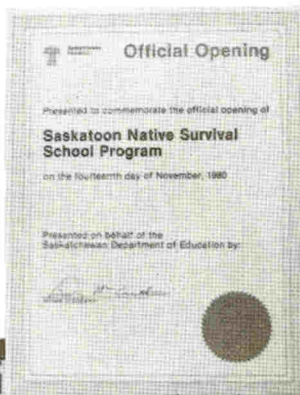 Official Opening
Presented to commemorate the official opening of
Saskatoon Native Survival
School Program
on the fourteenth day of November, 1980
Presented on behalf of the
Saskatchewan Department of Education by: